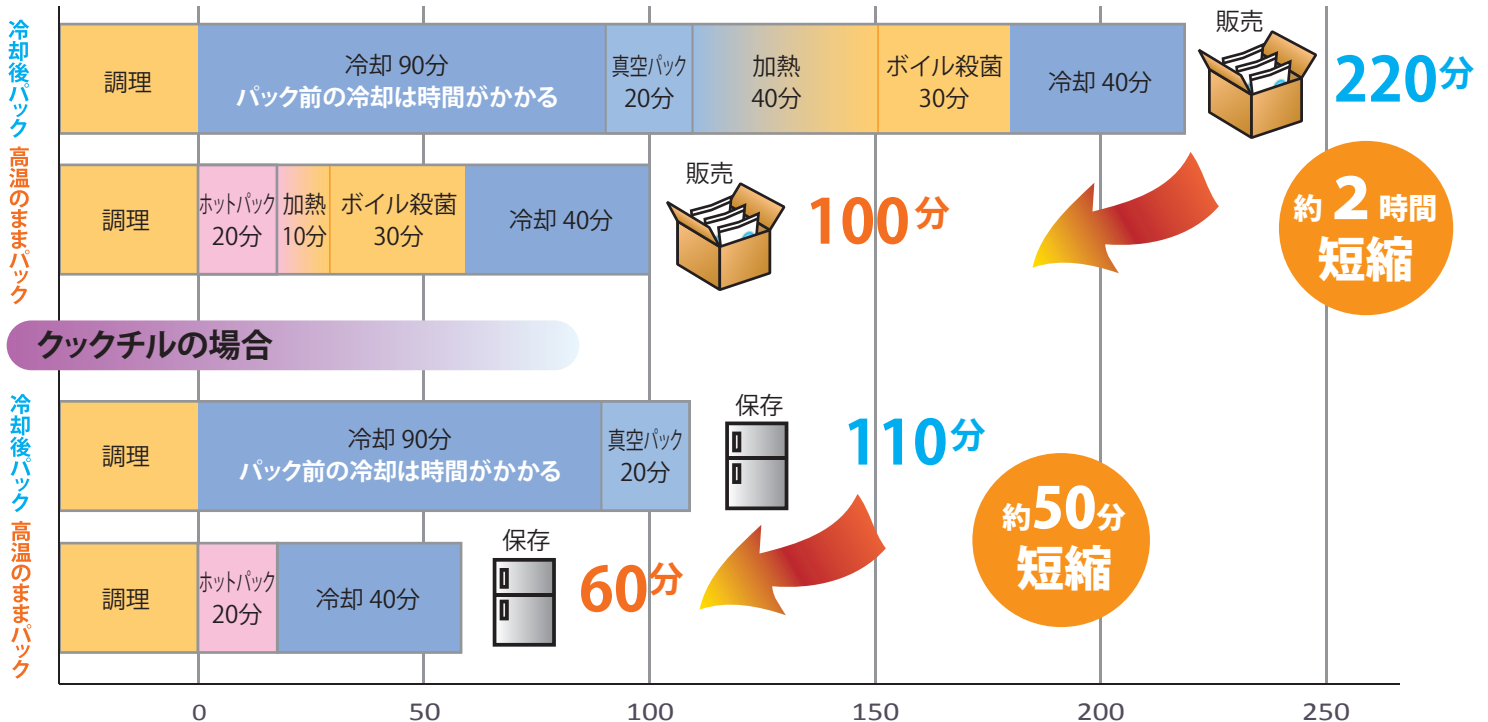 冷却後パック
調理
冷却 90分
パック前の冷却は時間がかかる
真空パック
20分
加熱
40分
ボイル殺菌
30分
冷却 40分
販売
220分
高温のままパック
調理
ホットパック
20分
加熱
10分
ボイル殺菌
30分
冷却 40分
販売
100分
約2時間
短縮
クックチルの場合
冷却後パック
調理
冷却 90分
パック前の冷却は時間がかかる
真空パック
20分
保存
110分
高温のままパック
調理
ホットパック
20分
冷却 40分
保存
60分
約50分
短縮
0 50 100 150 200 250